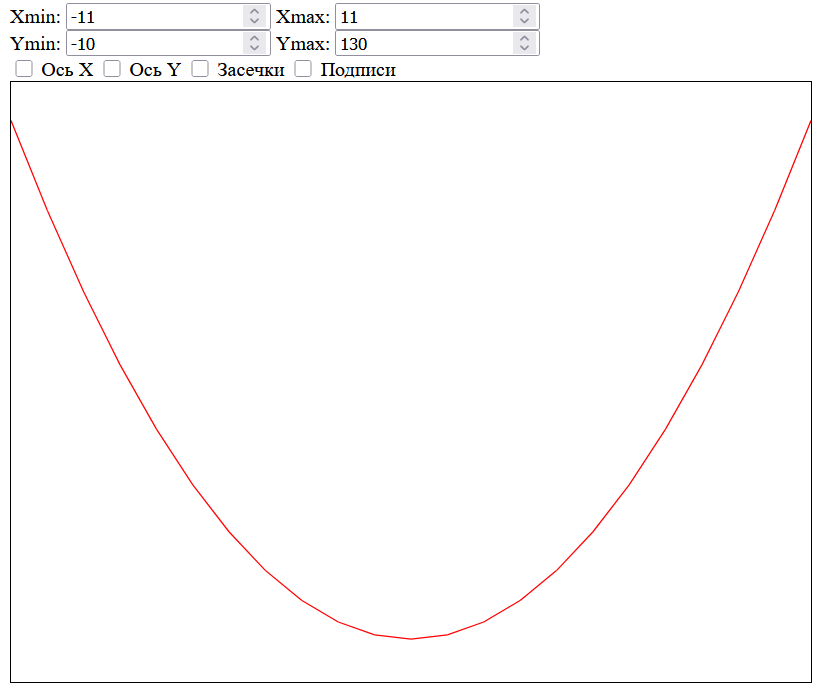 Xmin: -11 Xmax: 11
Ymin: -10 Ymax: 130
Ось X Ось Y Засечки Подписи